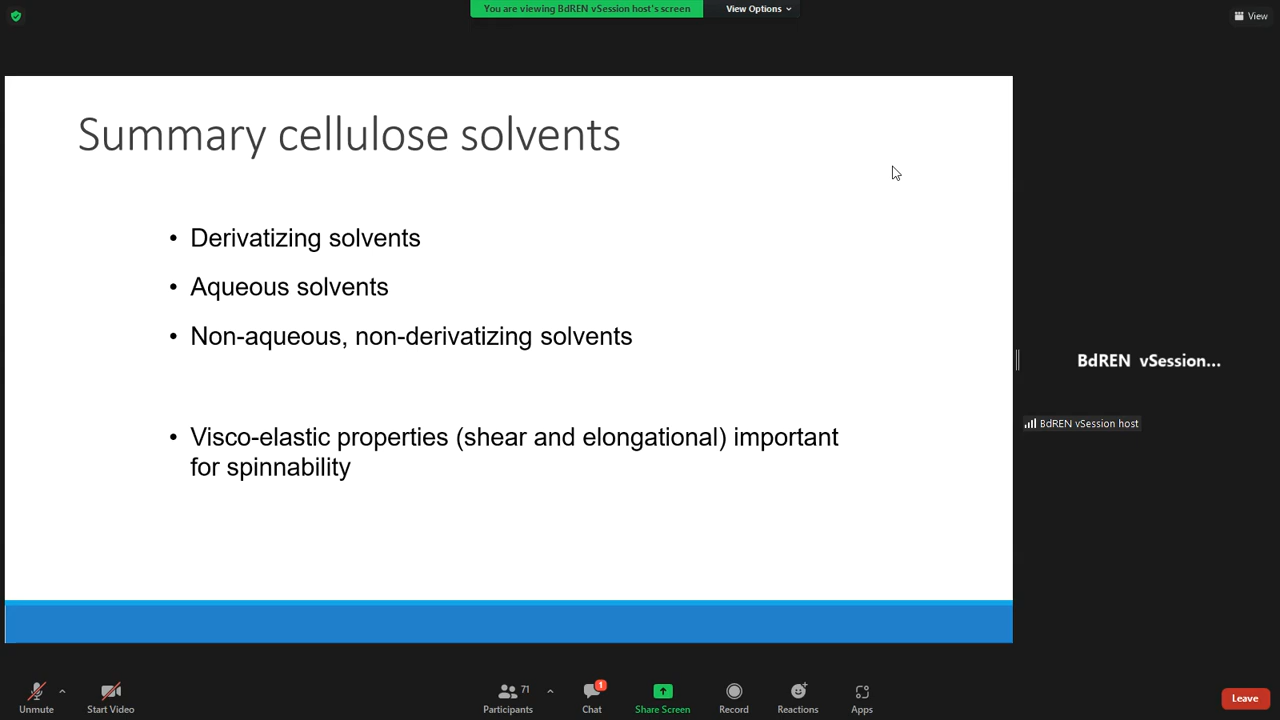 You are viewing BdREN vSession host's screen
View Options
View
Summary cellulose solvents
• Derivatizing solvents
• Aqueous solvents
• Non-aqueous, non-derivatizing solvents
• Visco-elastic properties (shear and elongational) important
for spinnability
BdREN vSession...
BdREN vSession host
Unmute
Start Video
71
Participants
1
Chat
Share Screen
Record
Reactions
Apps
Leave